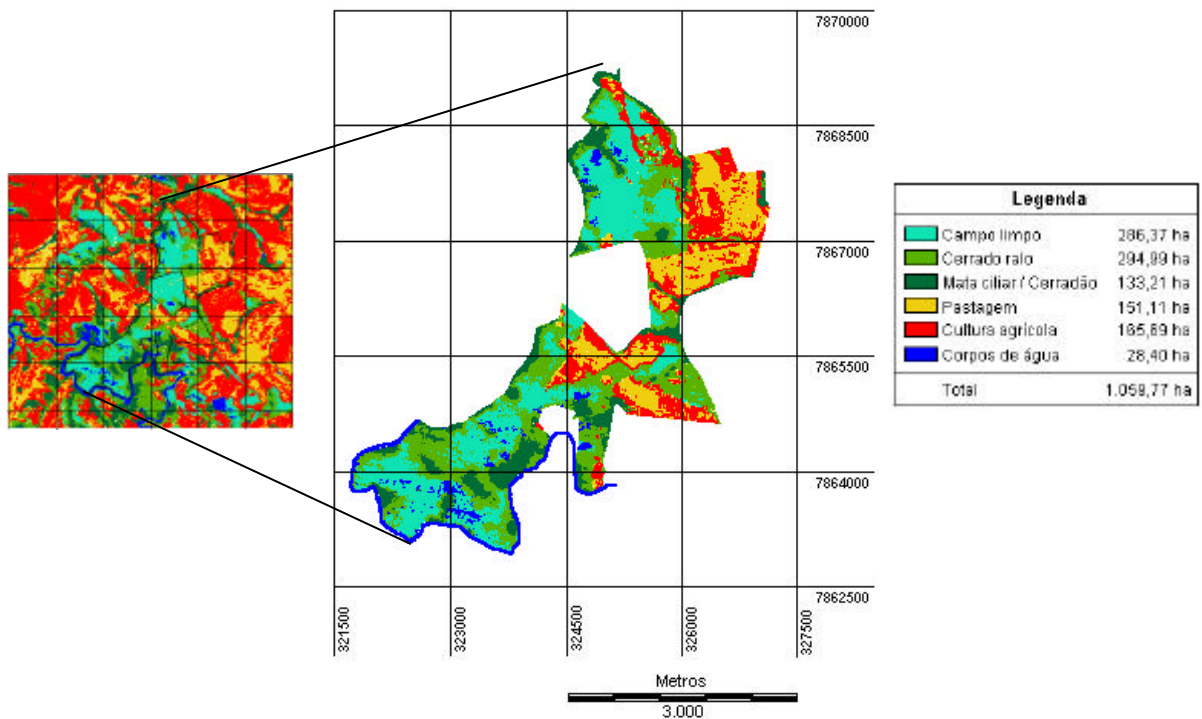 7870000
7868500
7867000
7865500
7864000
7862500
321500
323000
324500
326000
327500
Metros
3.000
Legenda
Campo limpo 286,37 ha
Cerrado ralo 294,99 ha
Mata ciliar / Cerradão 133,21 ha
Pastagem 151,11 ha
Cultura agrícola 165,69 ha
Corpos de água 28,40 ha
Total 1.059,77 ha